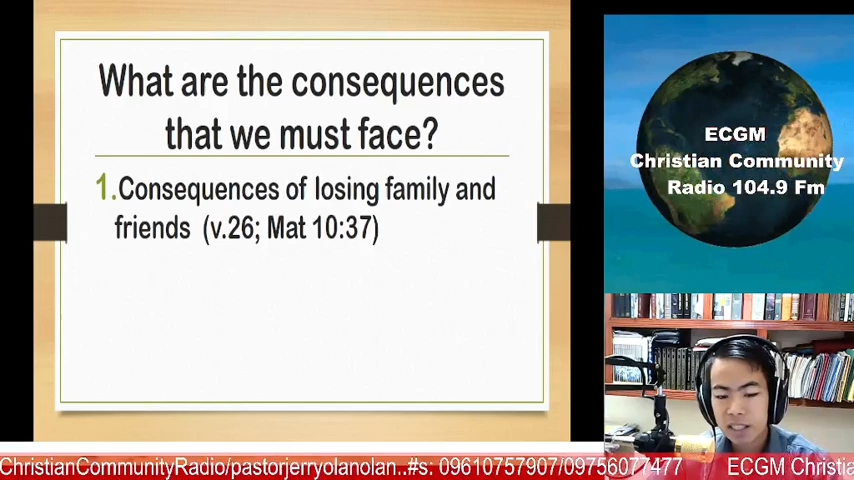 What are the consequences
that we must face?
1.Consequences of losing family and
friends (v.26; Mat 10:37)
ECGM
Christian Community
Radio 104.9 Fm
ChristianCommunityRadio/pastorjerryolanolan..#s: 09610757907/09756077477 ECGM Christia